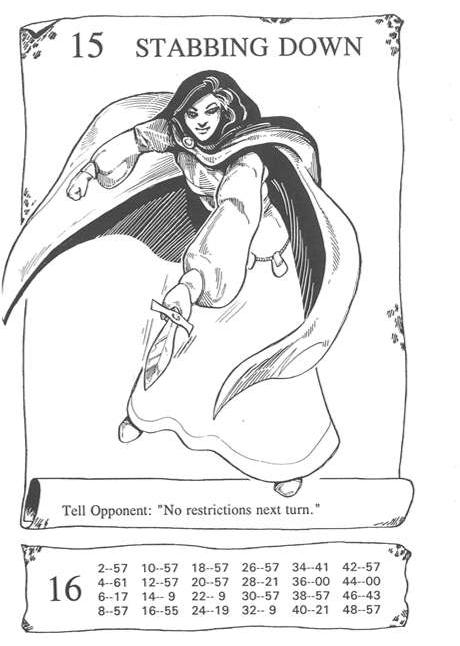 15 STABBING DOWN
Tell Opponent: "No restrictions next turn."
16
2--57 10--57 18--57 26--57 34--41 42--57
4--61 12--57 20--57 28--21 36--00 44--00
6--17 14-- 9 22-- 9 30--57 38--57 46--43
8--57 16--55 24--19 32-- 9 40--21 48--57